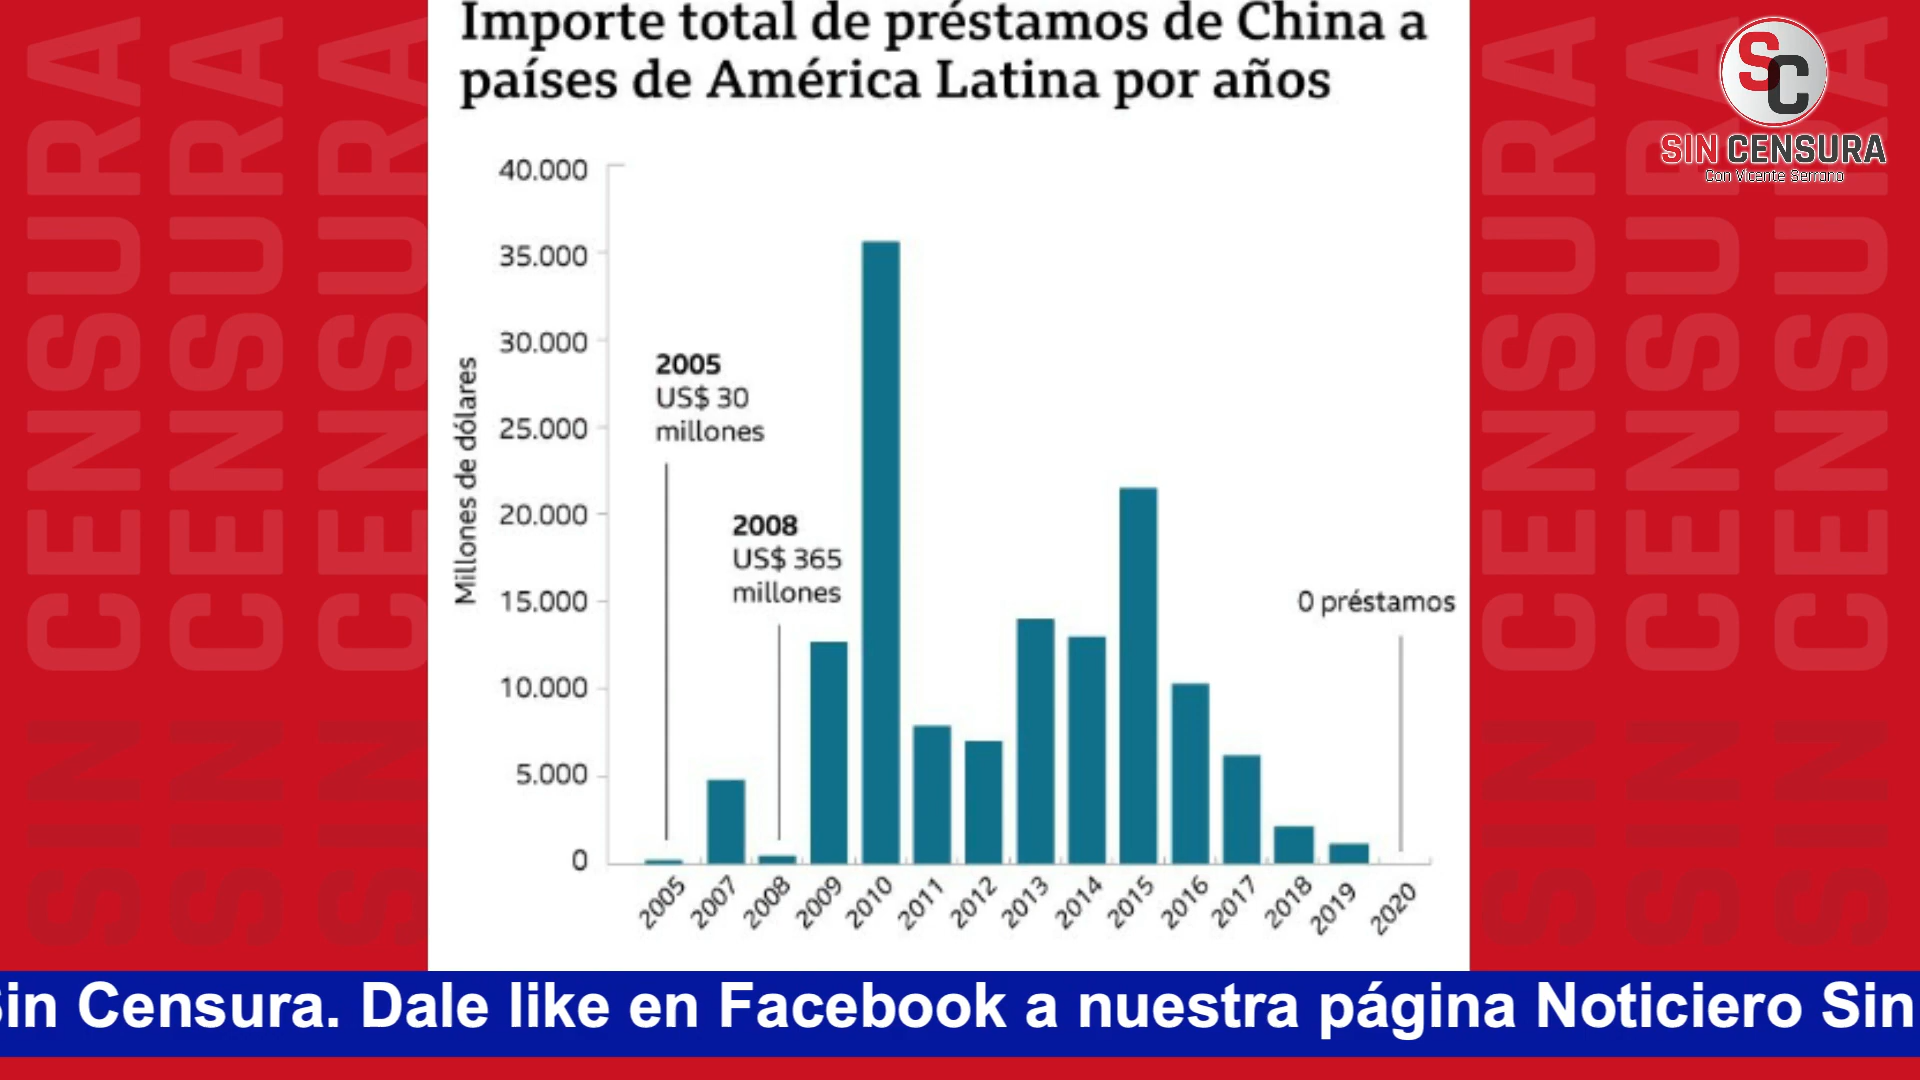 Importe total de préstamos de China a
países de América Latina por años
SC
SIN CENSURA
Con Vicente Serrano
SIN CENSURA
SIN CENSURA
SIN CENSURA
SIN CENSURA
SIN CENSURA
SIN CENSURA
Millones de dólares
40.000
35.000
30.000
25.000
20.000
15.000
10.000
5.000
0
2005
US$ 30
millones
2008
US$ 365
millones
0 préstamos
2005 2007 2008 2009 2010 2011 2012 2013 2014 2015 2016 2017 2018 2019 2020
Sin Censura. Dale like en Facebook a nuestra página Noticiero Sin